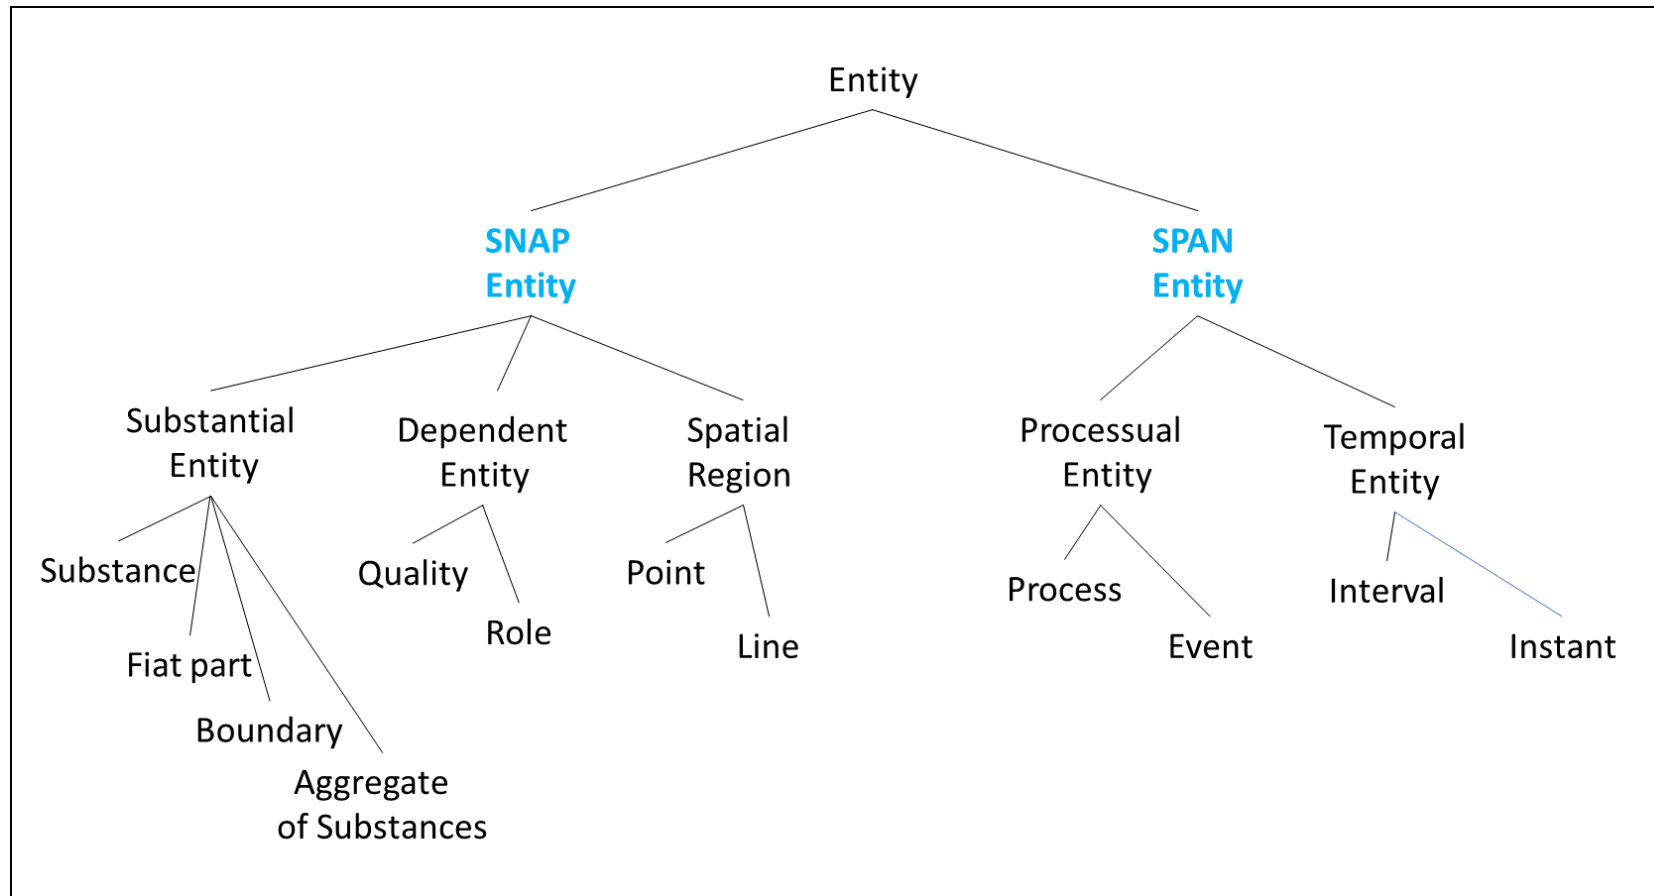 Entity
SNAP
Entity
SPAN
Entity
Substantial
Entity
Dependent
Entity
Spatial
Region
Processual
Entity
Temporal
Entity
Substance
Quality
Point
Process
Interval
Fiat part
Role
Line
Event
Instant
Boundary
Aggregate
of Substances